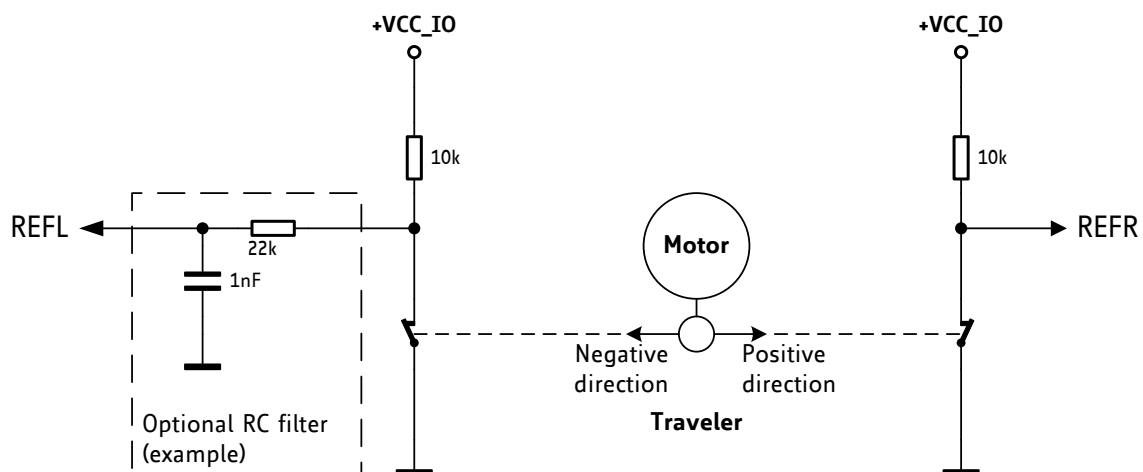 +VCC_IO
+VCC_IO
10k
10k
REFL
22k
1nF
Motor
REFR
Negative
direction
Positive
direction
Traveler
Optional RC filter
(example)